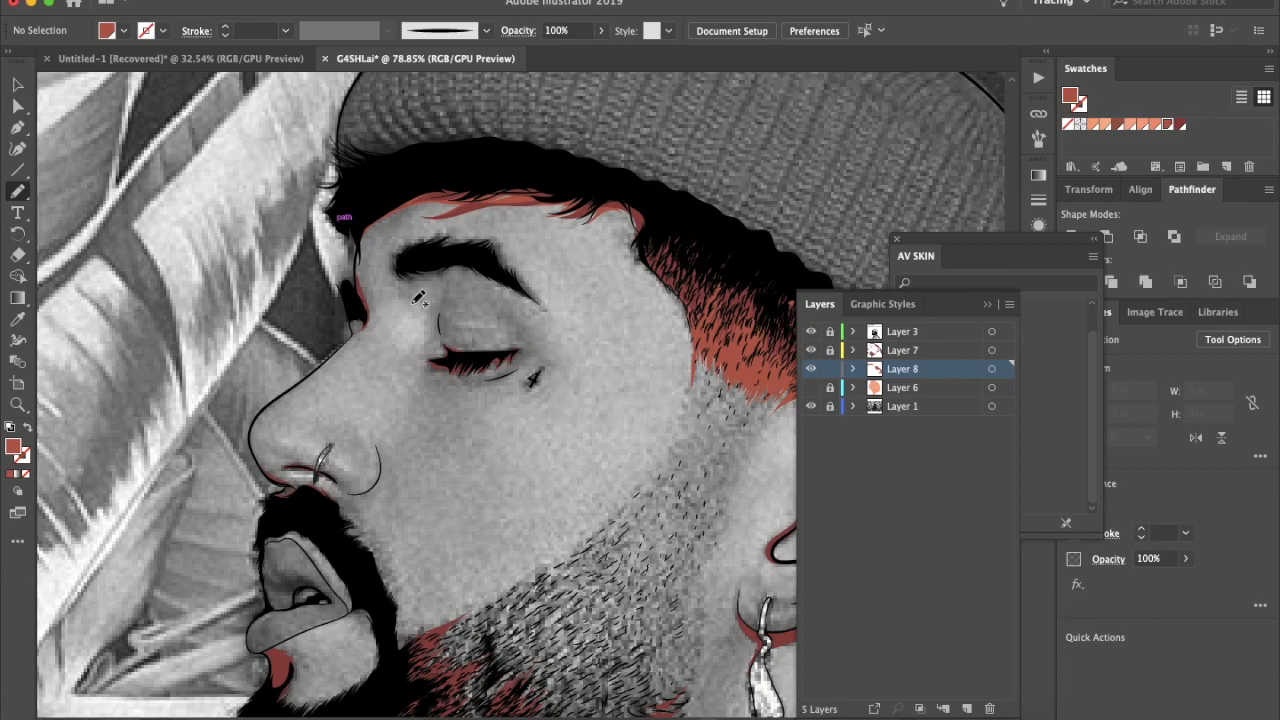 Adobe Illustrator 2019
Tracing
Search Adobe Stock
No Selection
Stroke:
Opacity: 100%
Style:
Document Setup
Preferences
Untitled-1 [Recovered]* @ 32.54% (RGB/GPU Preview)
G4SHI.ai* @ 78.85% (RGB/GPU Preview)
Swatches
path
Transform
Align
Pathfinder
Shape Modes:
Expand
AV SKIN
Layers
Graphic Styles
Image Trace
Libraries
Layer 3
Layer 7
Layer 8
Layer 6
Layer 1
Tool Options
W:
H:
Opacity
100%
fx.
Quick Actions
5 Layers